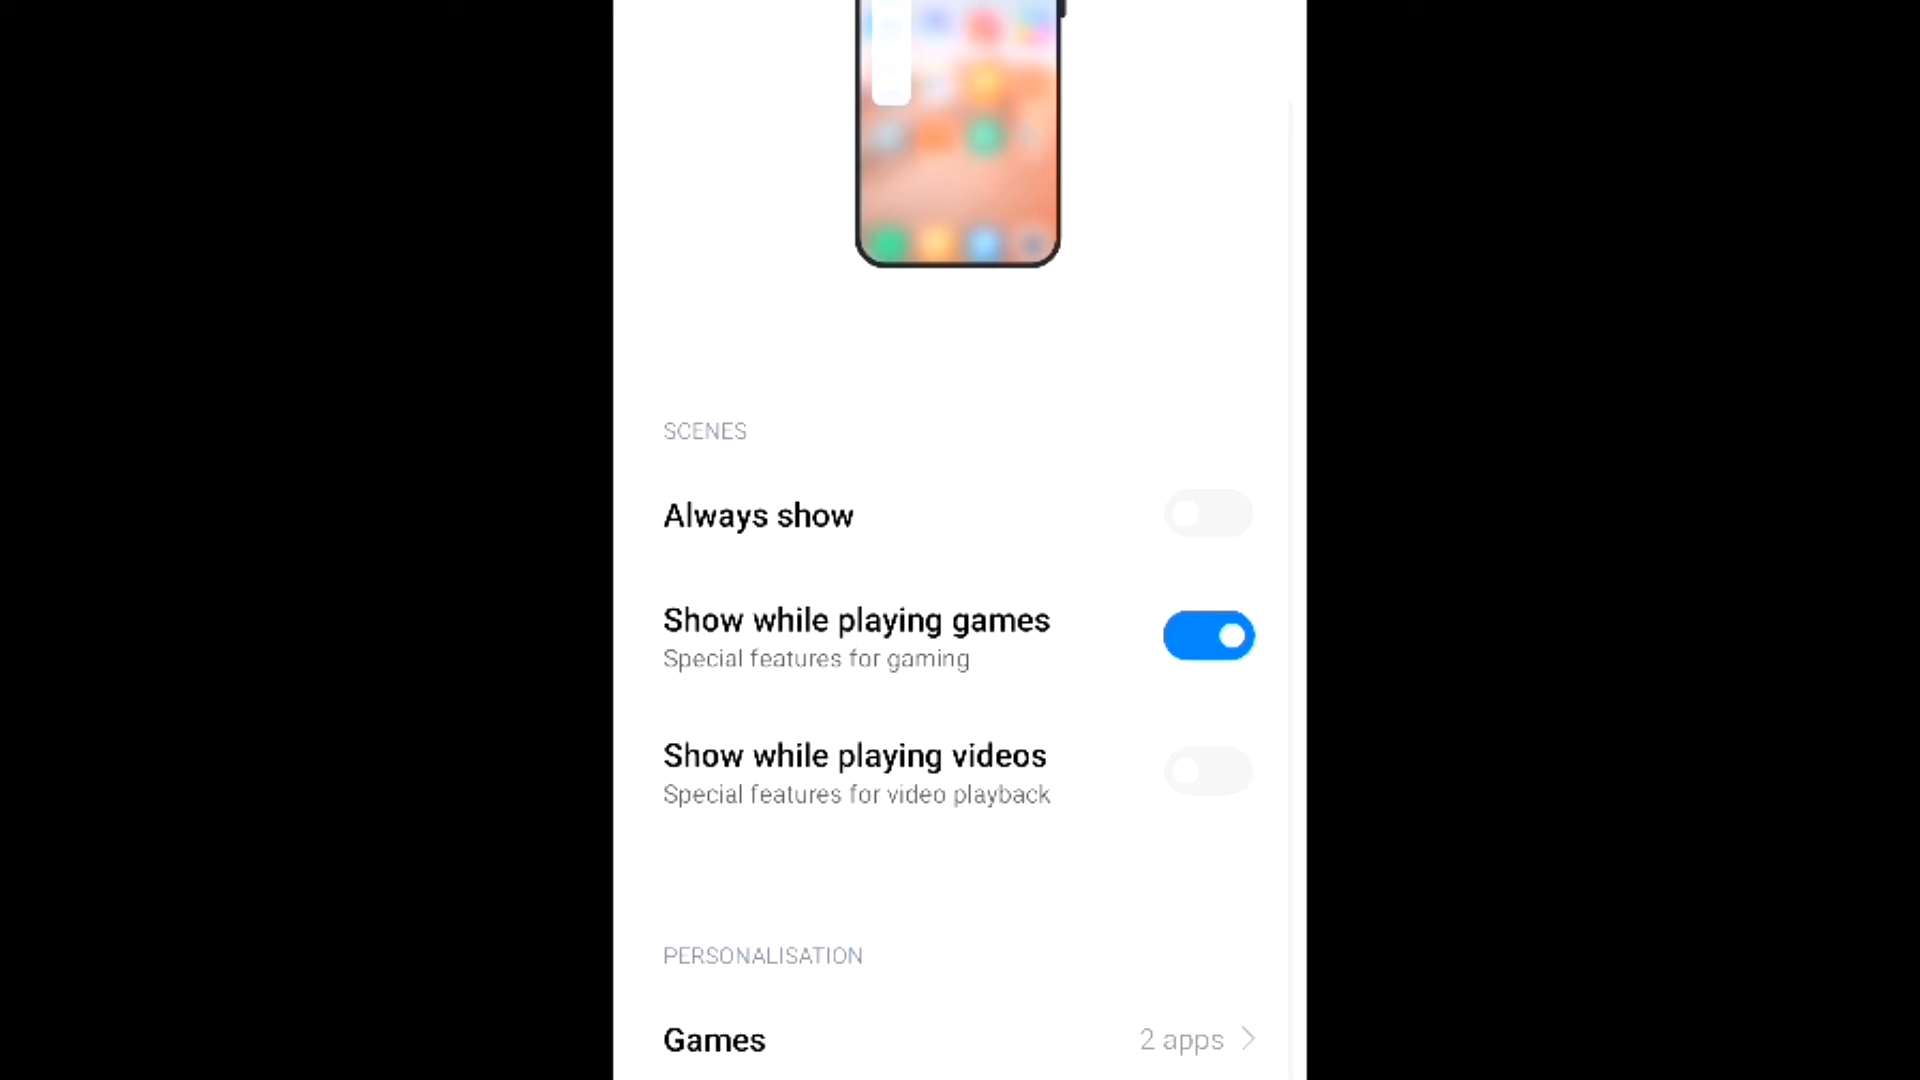 SCENES
Always show
Show while playing games
Special features for gaming
Show while playing videos
Special features for video playback
PERSONALISATION
Games 2 apps